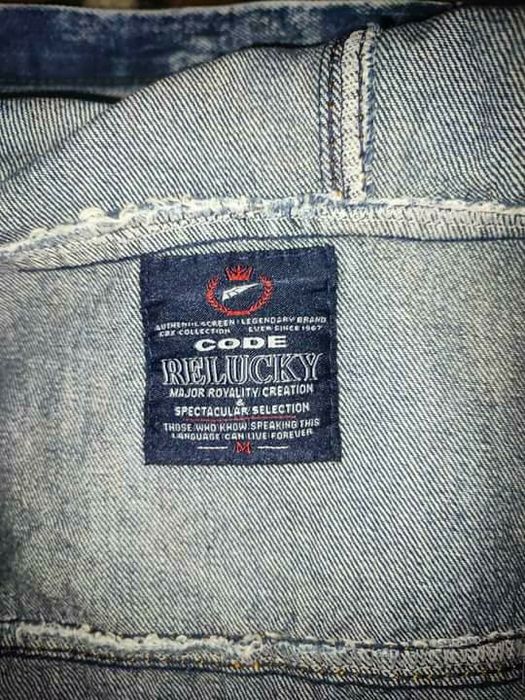 AUTHENTIC SCREEN LEGENDARY BRAND
CBX COLLECTION EVER SINCE 1967
CODE
RELUCKY
MAJOR ROYALITY CREATION
&
SPECTACULAR SELECTION
THOSE WHO KNOW SPEAKING THIS
LANGUAGE CAN LIVE FOREVER
M